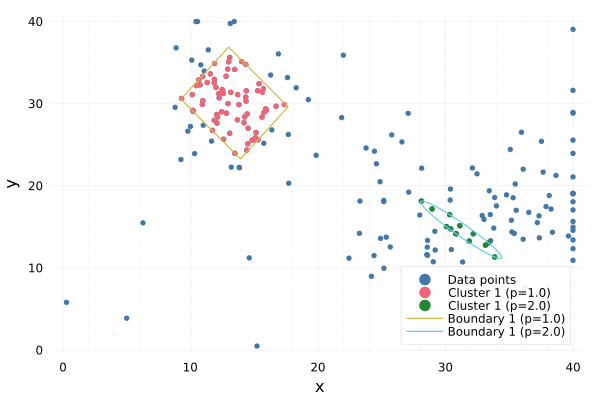 40
30
20
10
0
y
0
10
20
30
40
x
Data points
Cluster 1 (p=1.0)
Cluster 1 (p=2.0)
Boundary 1 (p=1.0)
Boundary 1 (p=2.0)